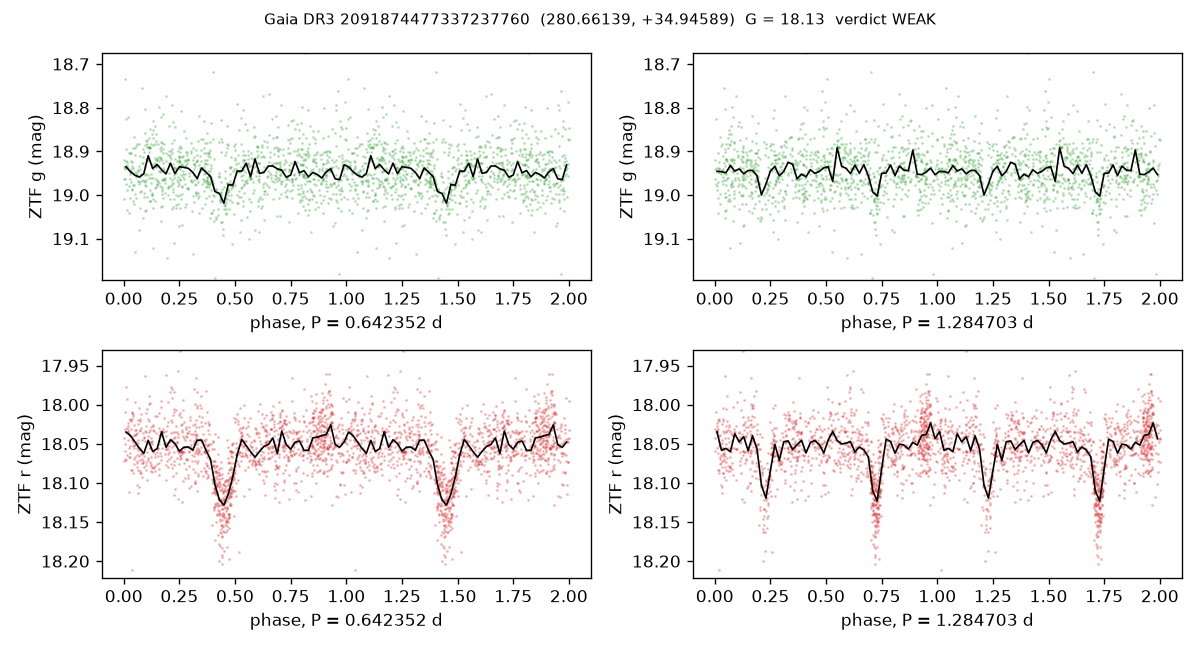 Gaia DR3 2091874477337237760 (280.66139, +34.94589) G = 18.13 verdict WEAK
18.7
18.8
18.9
19.0
19.1
ZTF g (mag)
0.00 0.25 0.50 0.75 1.00 1.25 1.50 1.75 2.00
phase, P = 0.642352 d
18.7
18.8
18.9
19.0
19.1
ZTF g (mag)
0.00 0.25 0.50 0.75 1.00 1.25 1.50 1.75 2.00
phase, P = 1.284703 d
17.95
18.00
18.05
18.10
18.15
18.20
ZTF r (mag)
0.00 0.25 0.50 0.75 1.00 1.25 1.50 1.75 2.00
phase, P = 0.642352 d
17.95
18.00
18.05
18.10
18.15
18.20
ZTF r (mag)
0.00 0.25 0.50 0.75 1.00 1.25 1.50 1.75 2.00
phase, P = 1.284703 d